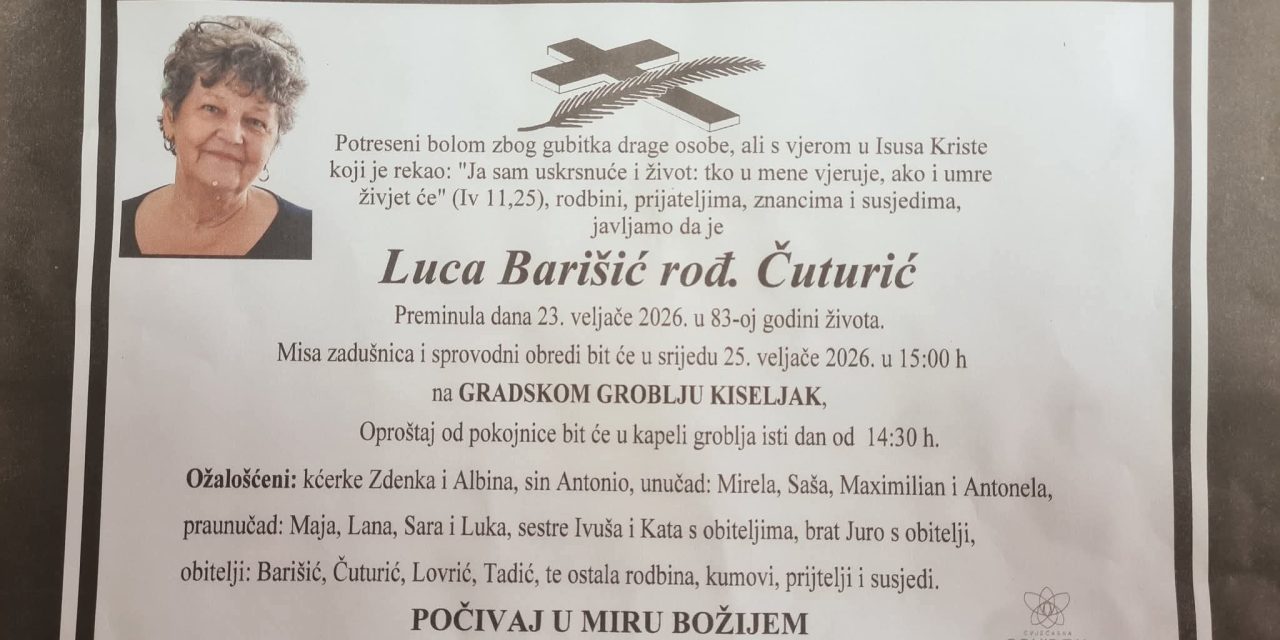 Potreseni bolom zbog gubitka drage osobe, ali s vjerom u Isusa Kriste
koji je rekao: "Ja sam uskrsnuće i život: tko u mene vjeruje, ako i umre
živjet će" (Iv 11,25), rodbini, prijateljima, znancima i susjedima,
javljamo da je
Luca Barišić rođ. Čuturić
Preminula dana 23. veljače 2026. u 83-oj godini života.
Misa zadušnica i sprovodni obredi bit će u srijedu 25. veljače 2026. u 15:00 h
na GRADSKOM GROBLJU KISELJAK,
Oproštaj od pokojnice bit će u kapeli groblja isti dan od 14:30 h.
Ožalošćeni: kćerke Zdenka i Albina, sin Antonio, unučad: Mirela, Saša, Maximilian i Antonela,
praunučad: Maja, Lana, Sara i Luka, sestre Ivuša i Kata s obiteljima, brat Juro s obitelji,
obitelji: Barišić, Čuturić, Lovrić, Tadić, te ostala rodbina, kumovi, prijtelji i susjedi.
POČIVAJ U MIRU BOŽIJEM
CVJEĆARNA